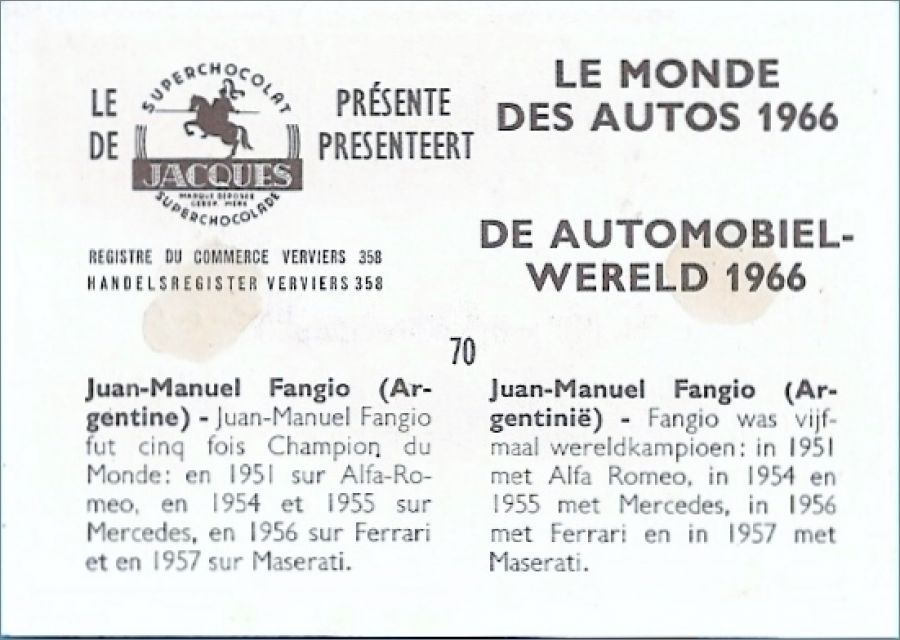 LE
DE
SUPERCHOCOLAT
JACQUES
MARQUE DÉPOSÉE
GEDEP. MERK
SUPERCHOCOLADE
PRÉSENTE
PRESENTEERT
LE MONDE
DES AUTOS 1966
DE AUTOMOBIEL-
WERELD 1966
REGISTRE DU COMMERCE VERVIERS 358
HANDELSREGISTER VERVIERS 358
70
Juan-Manuel Fangio (Ar-
gentine) - Juan-Manuel Fangio
fut cinq fois Champion du
Monde: en 1951 sur Alfa-Ro-
meo, en 1954 et 1955 sur
Mercedes, en 1956 sur Ferrari
et en 1957 sur Maserati.
Juan-Manuel Fangio (Ar-
gentinië) - Fangio was vijf-
maal wereldkampioen: in 1951
met Alfa Romeo, in 1954 en
1955 met Mercedes, in 1956
met Ferrari en in 1957 met
Maserati.